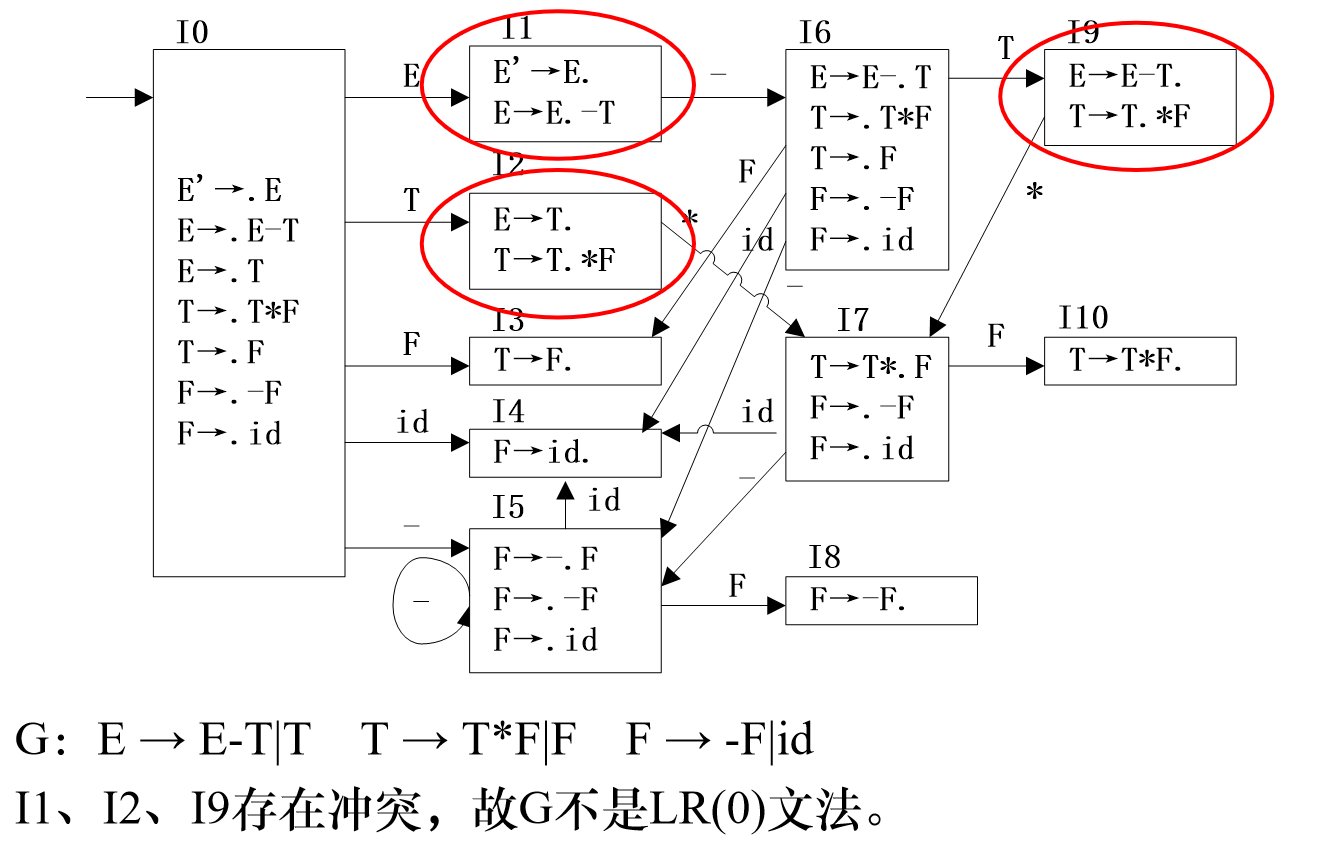 I0
E'→.E
E→.E-T
E→.T
T→.T*F
T→.F
F→.-F
F→.id
E
T
F
id
-
-
I1
E'→E.
E→E.-T
-
I2
E→T.
T→T.*F
*
I3
T→F.
I4
F→id.
id
I5
F→-.F
F→.-F
F→.id
F
I6
E→E-.T
T→.T*F
T→.F
F→.-F
F→.id
T
F
id
-
I7
T→T*.F
F→.-F
F→.id
F
id
-
I8
F→-F.
I9
E→E-T.
T→T.*F
*
I10
T→T*F.
G: E → E-T|T T → T*F|F F → -F|id
I1、I2、I9存在冲突，故G不是LR(0)文法。